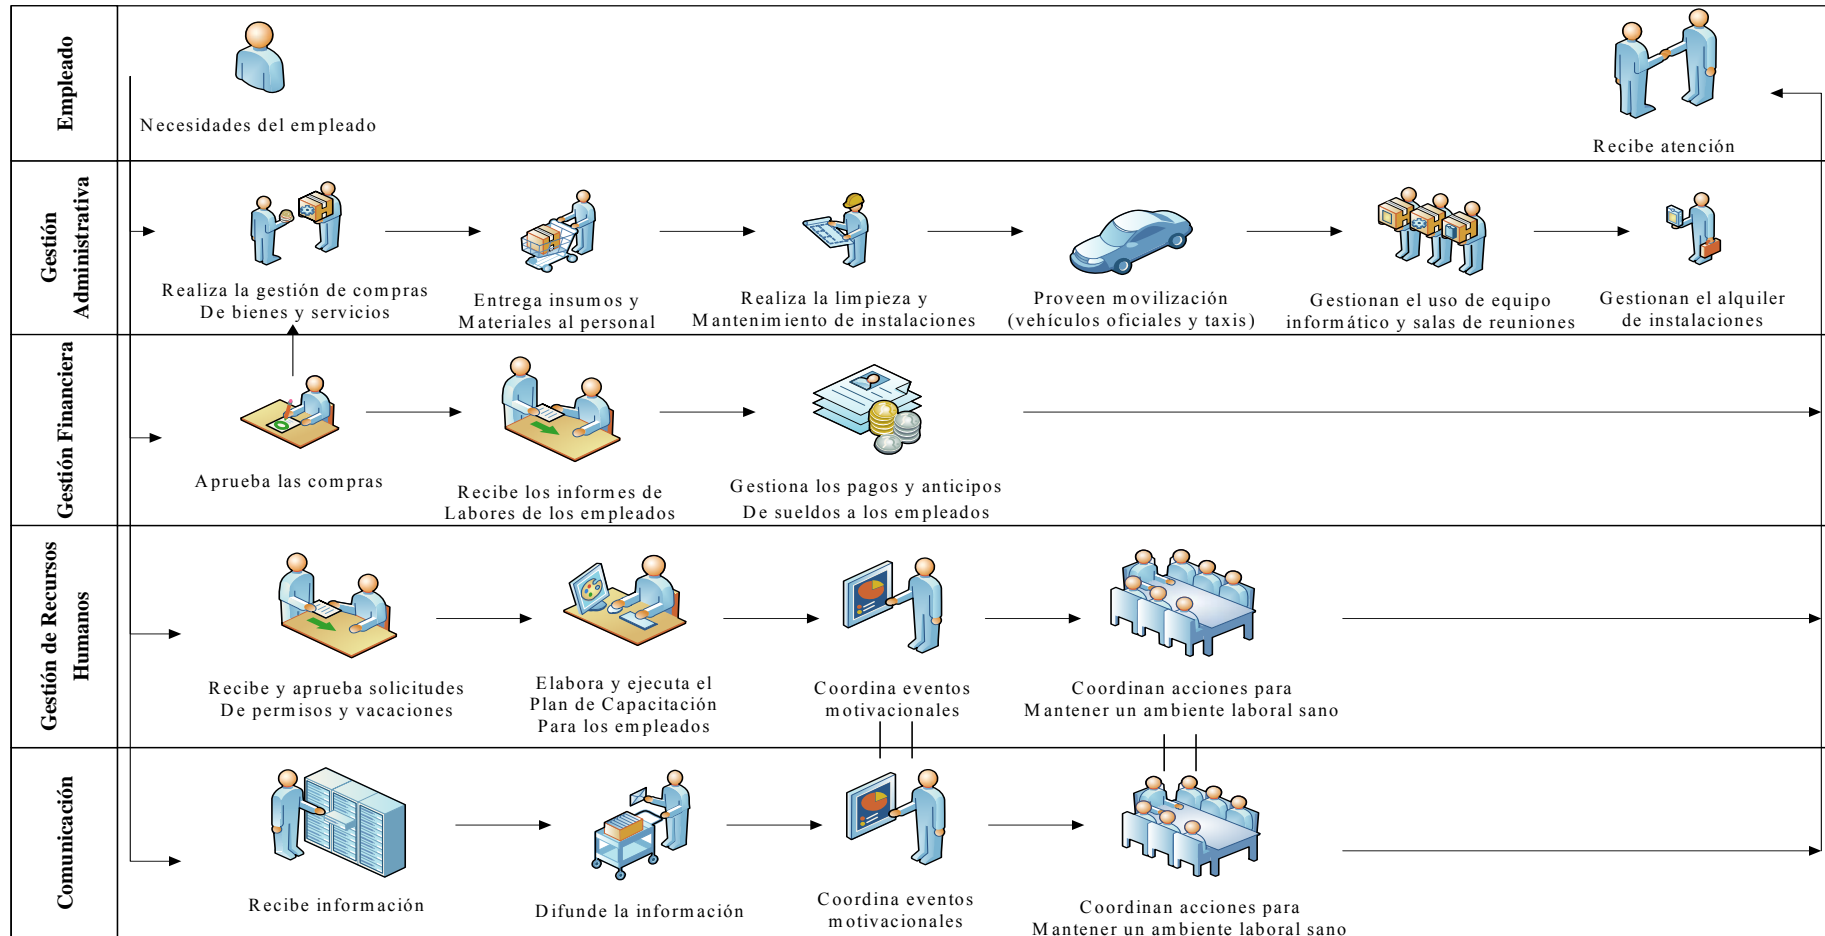 Empleado
Necesidades del empleado
Recibe atención
Gestión
Administrativa
Realiza la gestión de compras
De bienes y servicios
Entrega insumos y
Materiales al personal
Realiza la limpieza y
Mantenimiento de instalaciones
Proveen movilización
(vehículos oficiales y taxis)
Gestionan el uso de equipo
informático y salas de reuniones
Gestionan el alquiler
de instalaciones
Gestión Financiera
Aprueba las compras
Recibe los informes de
Labores de los empleados
Gestiona los pagos y anticipos
De sueldos a los empleados
Gestión de Recursos
Humanos
Recibe y aprueba solicitudes
De permisos y vacaciones
Elabora y ejecuta el
Plan de Capacitación
Para los empleados
Coordina eventos
motivacionales
Coordinan acciones para
Mantener un ambiente laboral sano
Comunicación
Recibe información
Difunde la información
Coordina eventos
motivacionales
Coordinan acciones para
Mantener un ambiente laboral sano